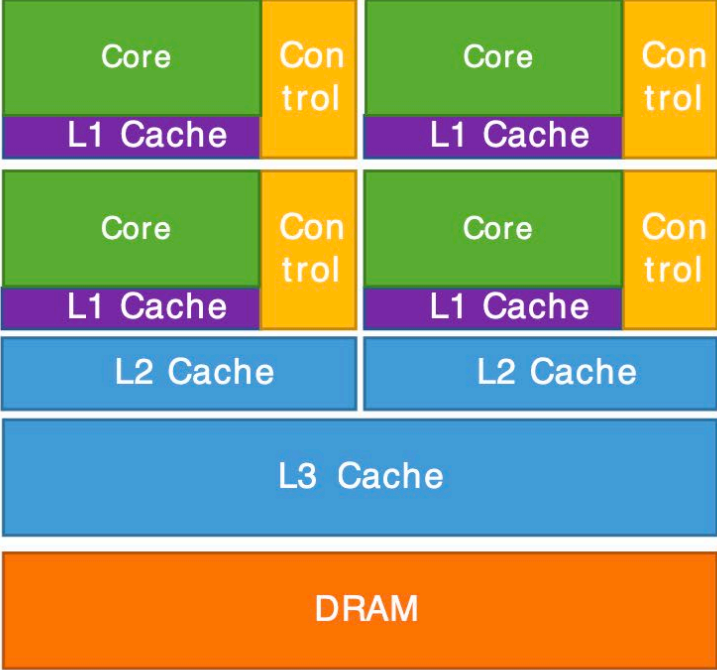 Core
Con
trol
L1 Cache
Core
Con
trol
L1 Cache
Core
Con
trol
L1 Cache
Core
Con
trol
L1 Cache
L2 Cache
L2 Cache
L3 Cache
DRAM